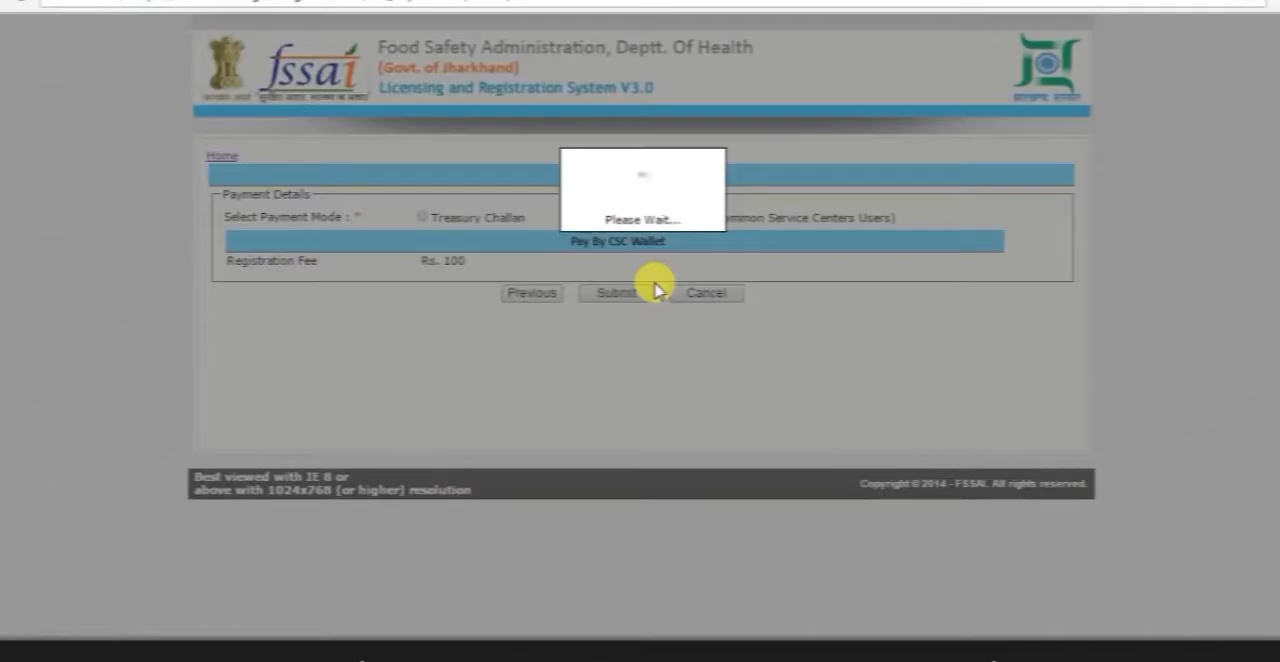 fssai
Food Safety Administration, Deptt. Of Health
(Govt. of Jharkhand)
Licensing and Registration System V3.0
Home
Payment Details
Select Payment Mode : *
Treasury Challan
ommon Service Centers Users)
Please Wait...
Pay By CSC Wallet
Registration Fee
Rs. 100
Previous
Submit
Cancel
Best viewed with IE 8 or
above with 1024x768 (or higher) resolution
Copyright © 2014 - FSSAI. All rights reserved.